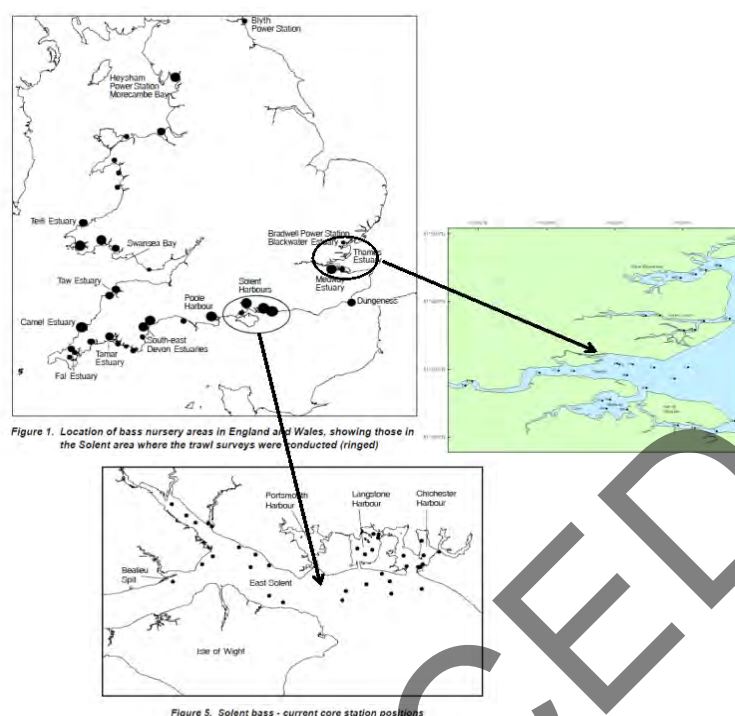 Blyth
Power Station
Heysham
Power Station
Morecambe Bay
Teifi Estuary
Swansea Bay
Bradwell Power Station
Blackwater Estuary
Thames
Estuary
Medway
Estuary
Taw Estuary
Solent
Harbours
Poole
Harbour
Dungeness
Camel Estuary
South-east
Devon Estuaries
Tamar
Estuary
Fal Estuary
Figure 1. Location of bass nursery areas in England and Wales, showing those in
the Solent area where the trawl surveys were conducted (ringed)
Portsmouth
Harbour
Langstone
Harbour
Chichester
Harbour
Beaulieu
Spit
East Solent
Isle of Wight
Figure 5. Solent bass - current core station positions
CED